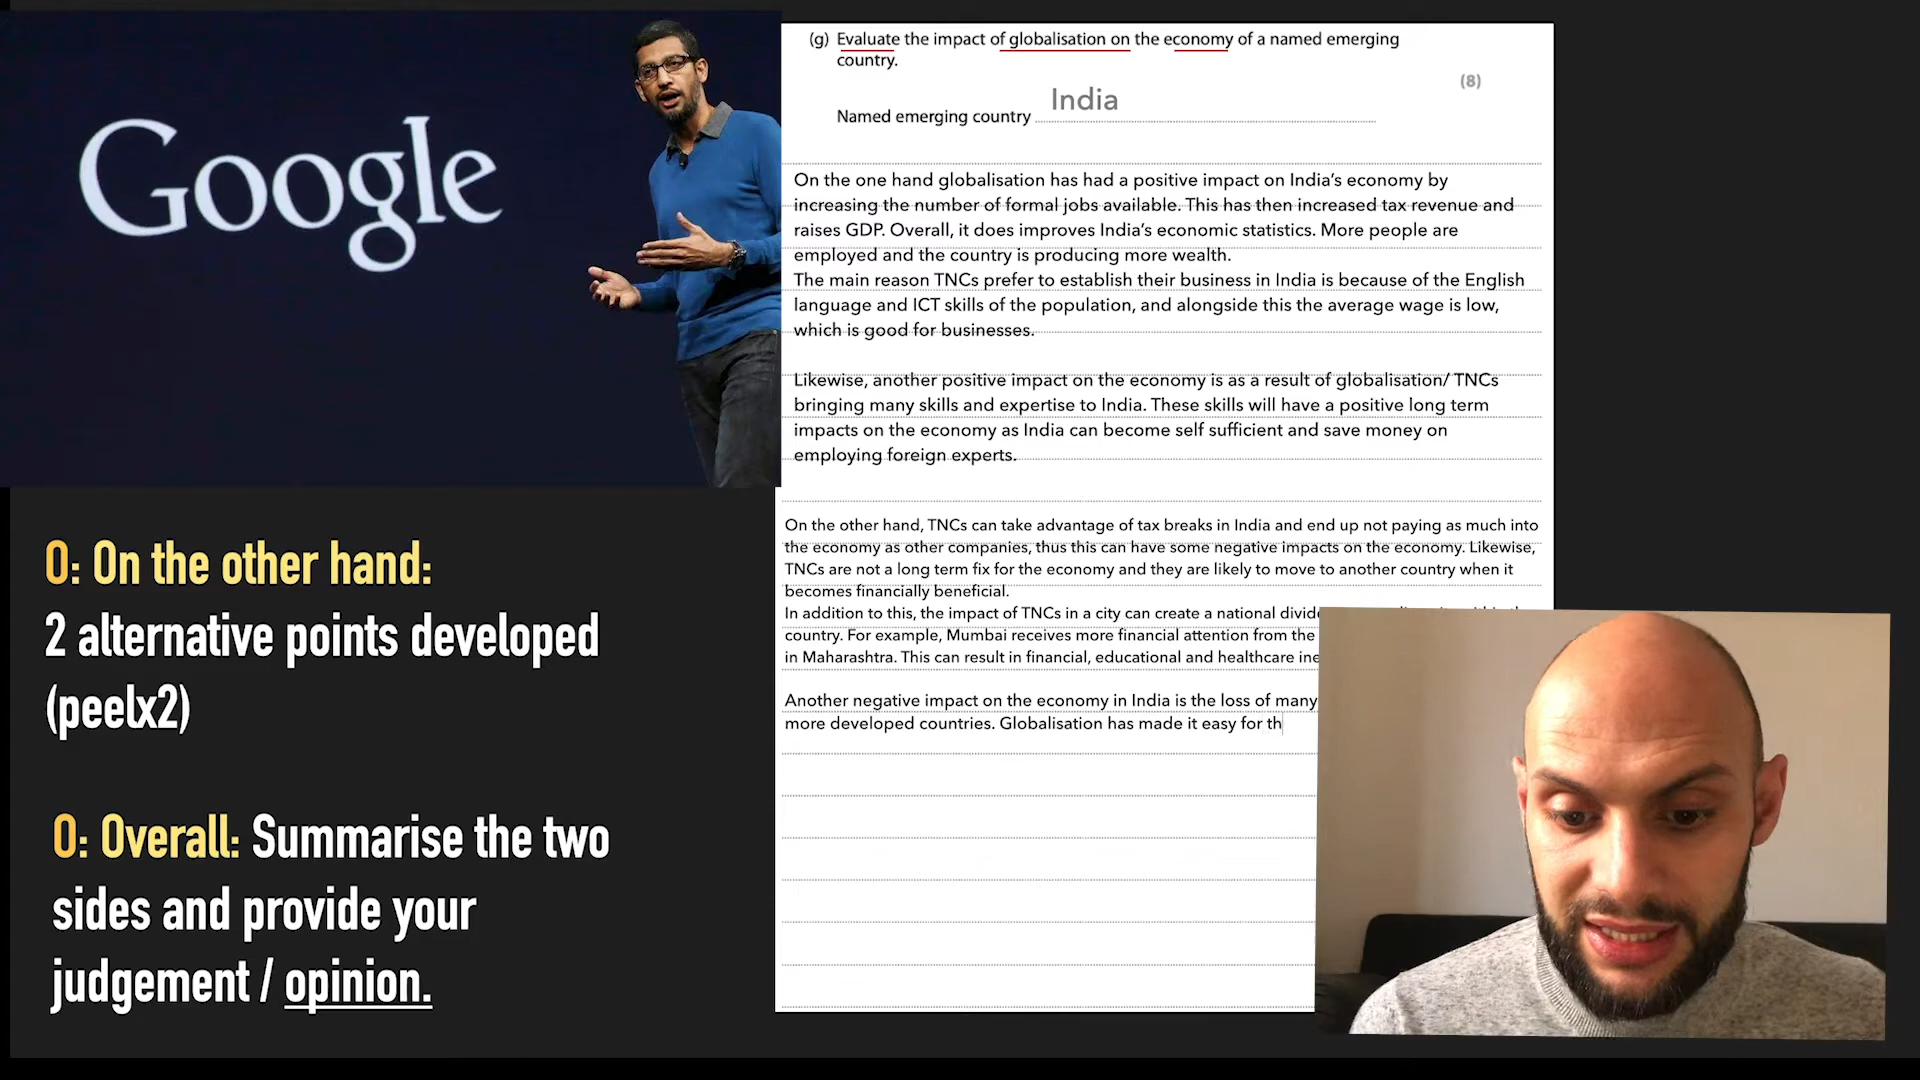 Google
(g) Evaluate the impact of globalisation on the economy of a named emerging
country.
(8)
India
Named emerging country
On the one hand globalisation has had a positive impact on India's economy by
increasing the number of formal jobs available. This has then increased tax revenue and
raises GDP. Overall, it does improves India's economic statistics. More people are
employed and the country is producing more wealth.
The main reason TNCs prefer to establish their business in India is because of the English
language and ICT skills of the population, and alongside this the average wage is low,
which is good for businesses.
Likewise, another positive impact on the economy is as a result of globalisation/ TNCs
bringing many skills and expertise to India. These skills will have a positive long term
impacts on the economy as India can become self sufficient and save money on
employing foreign experts.
On the other hand, TNCs can take advantage of tax breaks in India and end up not paying as much into
the economy as other companies, thus this can have some negative impacts on the economy. Likewise,
TNCs are not a long term fix for the economy and they are likely to move to another country when it
becomes financially beneficial.
In addition to this, the impact of TNCs in a city can create a national divide
country. For example, Mumbai receives more financial attention from the
in Maharashtra. This can result in financial, educational and healthcare ine
Another negative impact on the economy in India is the loss of many
more developed countries. Globalisation has made it easy for th
O: On the other hand:
2 alternative points developed
(peelx2)
O: Overall: Summarise the two
sides and provide your
judgement / opinion.